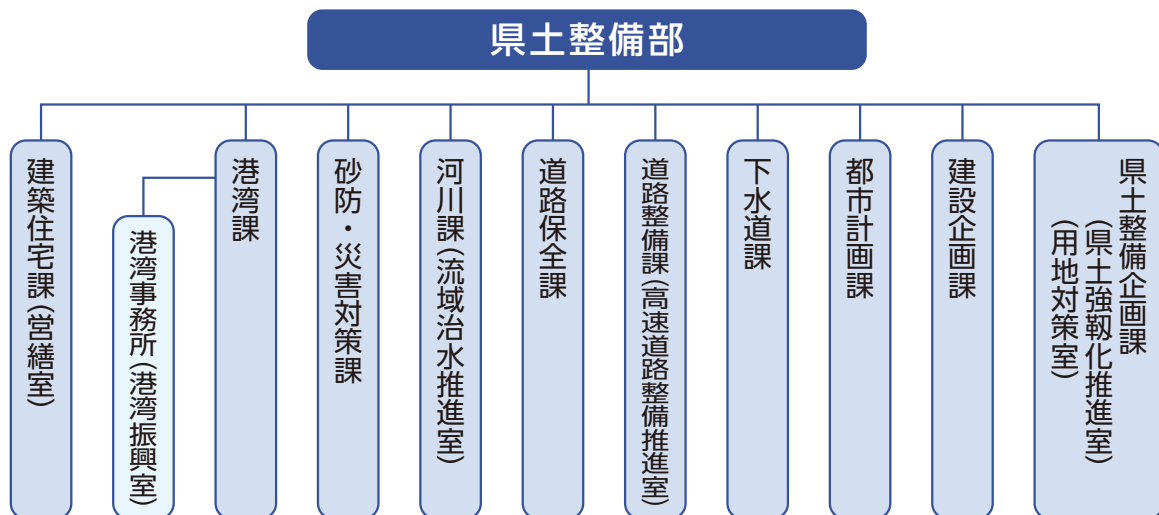 県土整備部
県土整備企画課
(県土強靱化推進室)
(用地対策室)
建設企画課
都市計画課
下水道課
道路整備課(高速道路整備推進室)
道路保全課
河川課(流域治水推進室)
砂防・災害対策課
港湾課
港湾事務所(港湾振興室)
建築住宅課(営繕室)